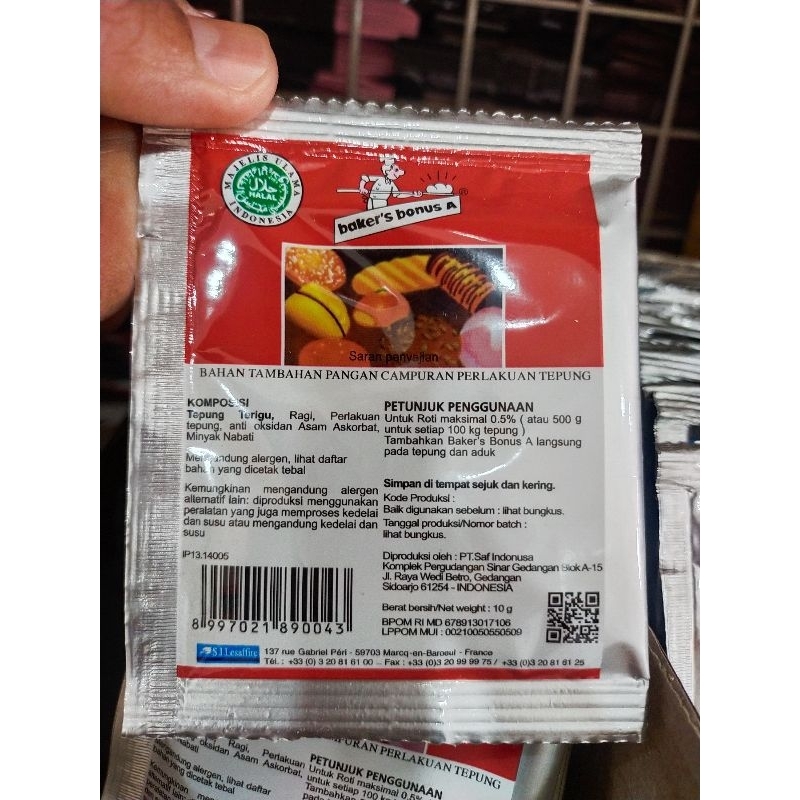 MAJELIS ULAMA INDONESIA
حلال
HALAL
baker's bonus A
Saran penyajian
BAHAN TAMBAHAN PANGAN CAMPURAN PERLAKUAN TEPUNG
KOMPOSISI
Tepung Terigu, Ragi, Perlakuan
tepung, anti oksidan Asam Askorbat,
Minyak Nabati
Mengandung alergen, lihat daftar
bahan yang dicetak tebal
Kemungkinan mengandung alergen
alternatif lain: diproduksi menggunakan
peralatan yang juga memproses kedelai
dan susu atau mengandung kedelai dan
susu
IP13.14005
8 997021 890043
PETUNJUK PENGGUNAAN
Untuk Roti maksimal 0.5% ( atau 500 g
untuk setiap 100 kg tepung )
Tambahkan Baker's Bonus A langsung
pada tepung dan aduk
Simpan di tempat sejuk dan kering.
Kode Produksi :
Baik digunakan sebelum : lihat bungkus.
Tanggal produksi/Nomor batch :
lihat bungkus.
Diproduksi oleh : PT.Saf Indonusa
Komplek Pergudangan Sinar Gedangan Blok A-15
Jl. Raya Wedi Betro, Gedangan
Sidoarjo 61254 - INDONESIA
Berat bersih/Net weight : 10 g
BPOM RI MD 678913017106
LPPOM MUI : 00210050550509
S.I.Lesaffre
137 rue Gabriel Péri - 59703 Marcq-en-Baroeul - France
Tél. : +33 (0) 3 20 81 61 00 - Fax : +33 (0)3 20 99 99 75 / +33 (0)3 20 81 61 25
CAMPURAN PERLAKUAN TEPUNG
Ragi, Perlakuan
oksidan Asam Askorbat,
Nabati
Mengandung alergen, lihat daftar
bahan yang dicetak tebal
Kemungkinan
PETUNJUK PENGGUNAAN
Untuk Roti maksimal 0.5%
untuk setiap 100 kg
Tambahkan